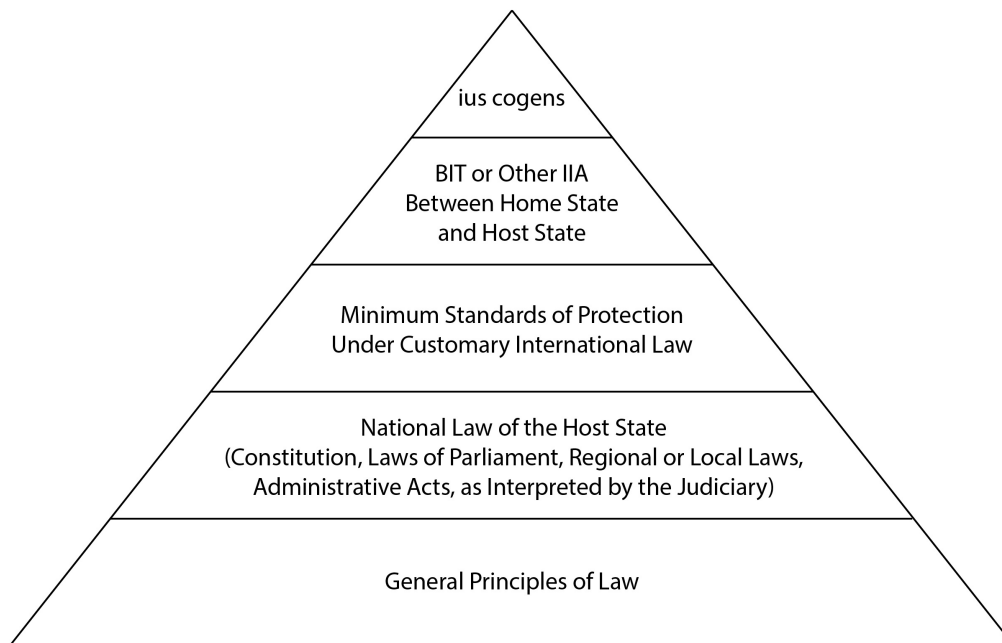 ius cogens
BIT or Other IIA
Between Home State
and Host State
Minimum Standards of Protection
Under Customary International Law
National Law of the Host State
(Constitution, Laws of Parliament, Regional or Local Laws,
Administrative Acts, as Interpreted by the Judiciary)
General Principles of Law